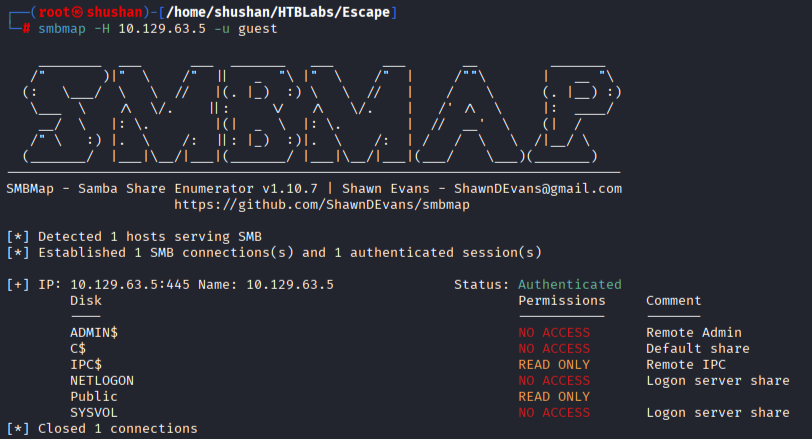 ┌──(root㉿shushan)-[/home/shushan/HTBLabs/Escape]
└─# smbmap -H 10.129.63.5 -u guest
SMBMAP
SMBMap - Samba Share Enumerator v1.10.7 | Shawn Evans - ShawnDEvans@gmail.com
https://github.com/ShawnDEvans/smbmap
[*] Detected 1 hosts serving SMB
[*] Established 1 SMB connections(s) and 1 authenticated session(s)
[+] IP: 10.129.63.5:445 Name: 10.129.63.5 Status: Authenticated
Disk Permissions Comment
---- ----------- -------
ADMIN$ NO ACCESS Remote Admin
C$ NO ACCESS Default share
IPC$ READ ONLY Remote IPC
NETLOGON NO ACCESS Logon server share
Public READ ONLY
SYSVOL NO ACCESS Logon server share
[*] Closed 1 connections